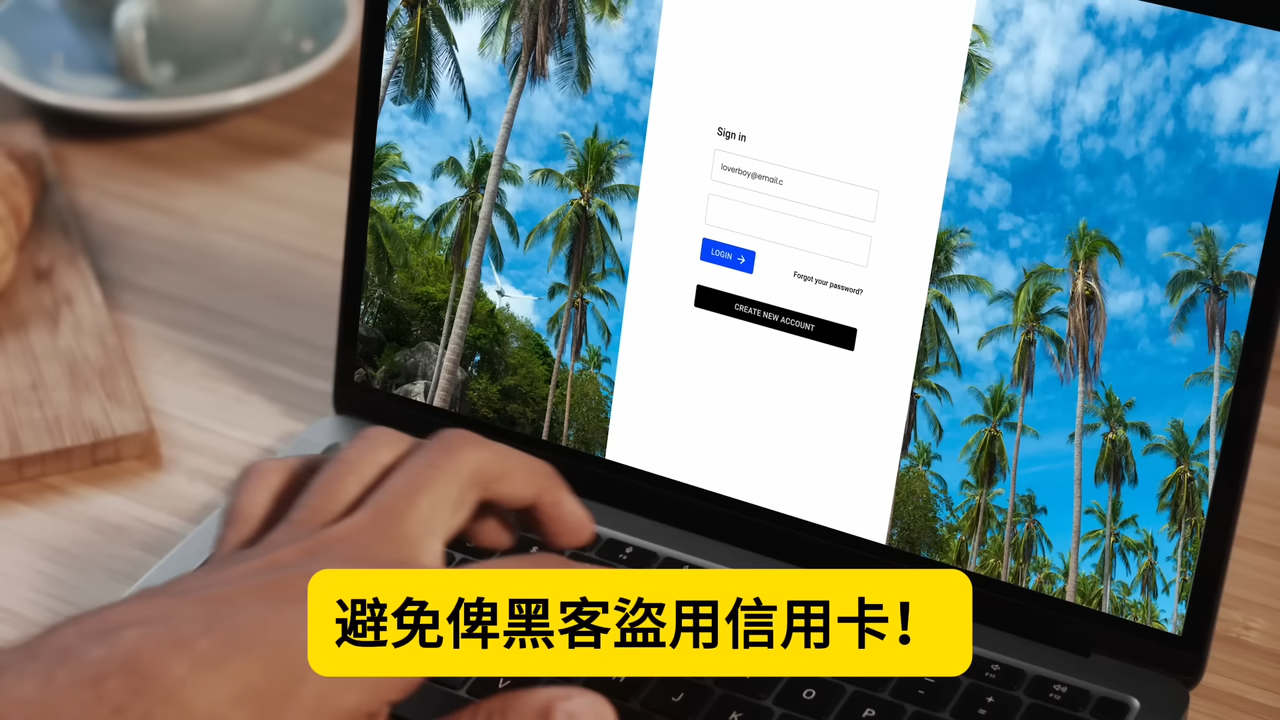 Sign in
loverboy@email.c
LOGIN
Forgot your password?
CREATE NEW ACCOUNT
避免俾黑客盜用信用卡！